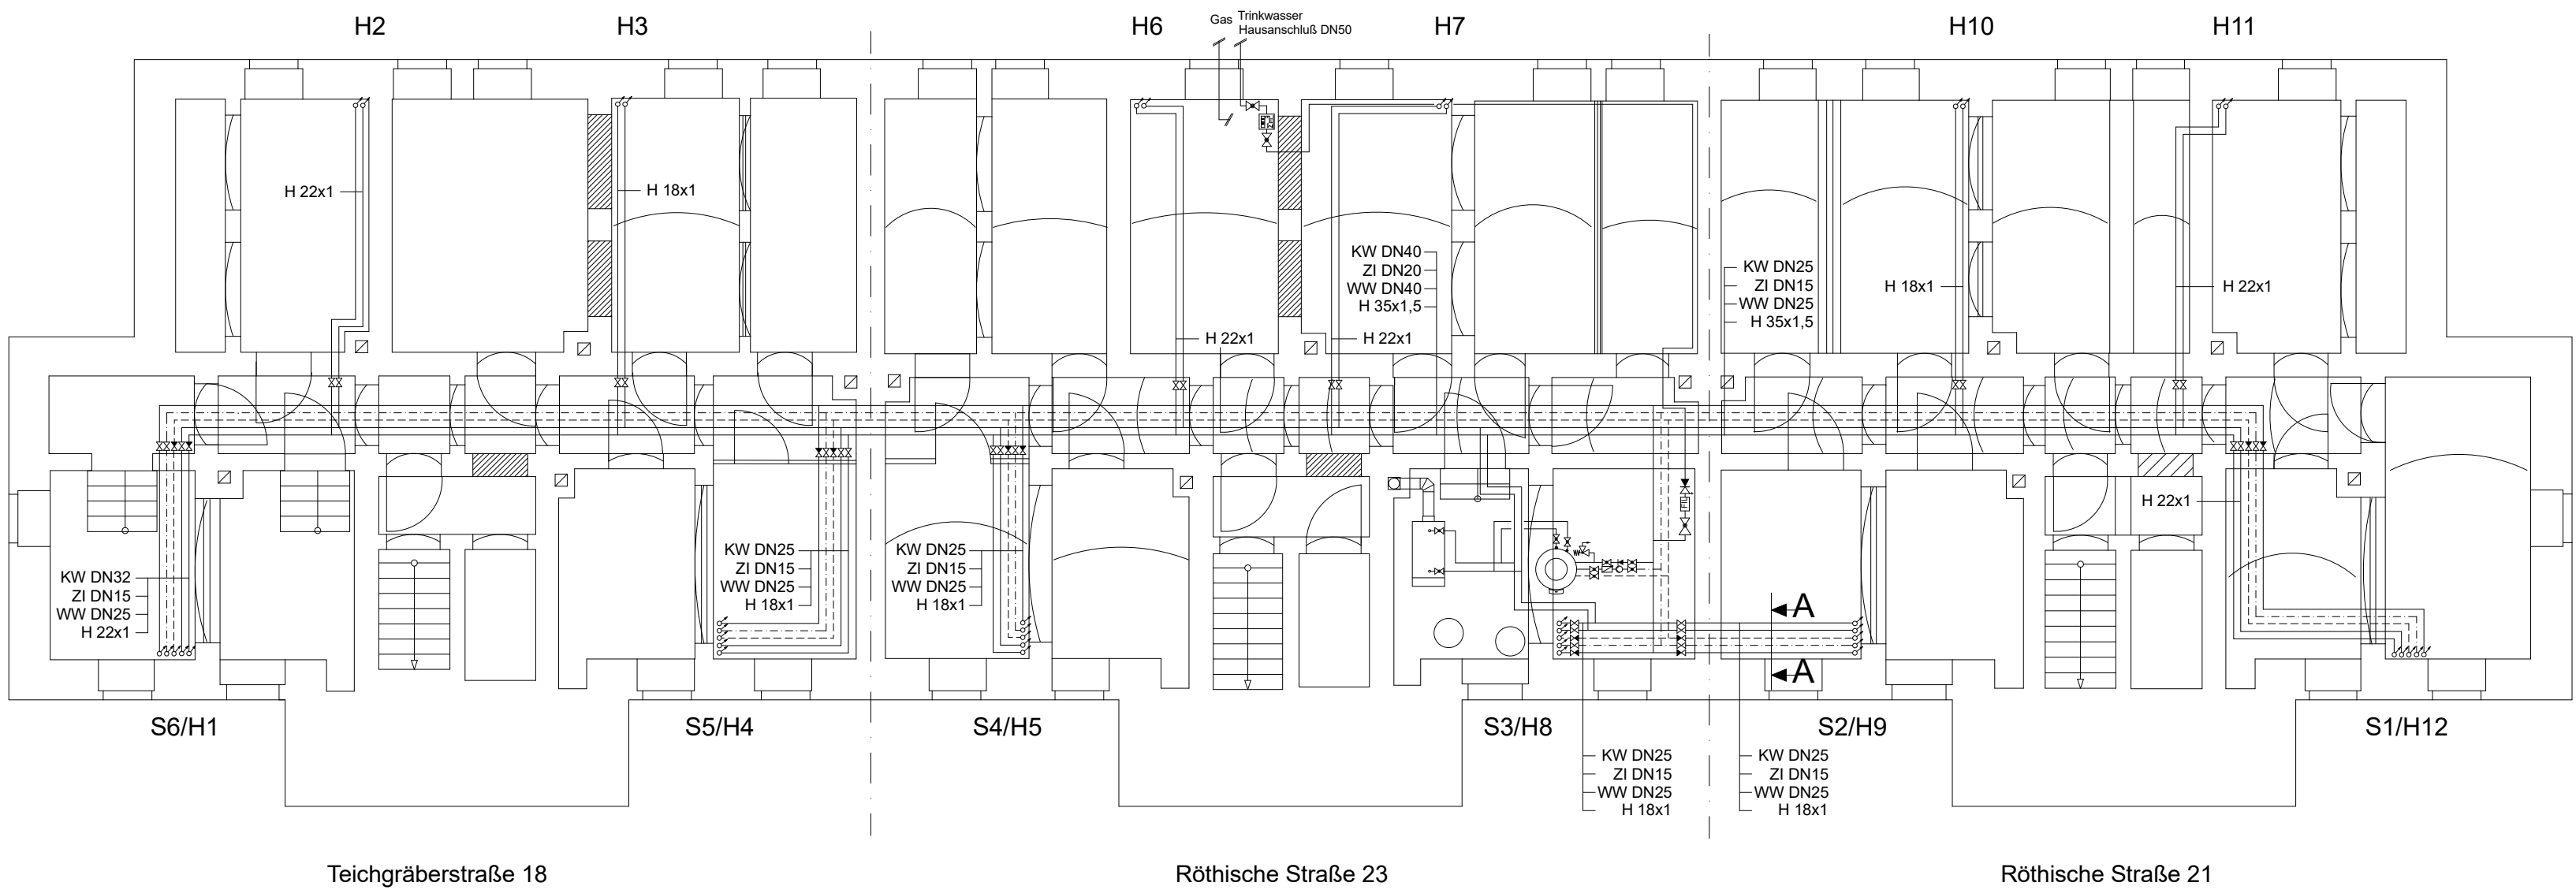 H2
H3
H6
Gas
Trinkwasser
Hausanschluß DN50
H7
H10
H11
H 22x1
H 18x1
KW DN40
ZI DN20
WW DN40
H 35x1,5
H 22x1
H 22x1
KW DN25
ZI DN15
WW DN25
H 35x1,5
H 18x1
H 22x1
KW DN32
ZI DN15
WW DN25
H 22x1
KW DN25
ZI DN15
WW DN25
H 18x1
KW DN25
ZI DN15
WW DN25
H 18x1
H 22x1
A
A
S6/H1
S5/H4
S4/H5
S3/H8
S2/H9
S1/H12
KW DN25
ZI DN15
WW DN25
H 18x1
KW DN25
ZI DN15
WW DN25
H 18x1
Teichgräberstraße 18
Röthische Straße 23
Röthische Straße 21